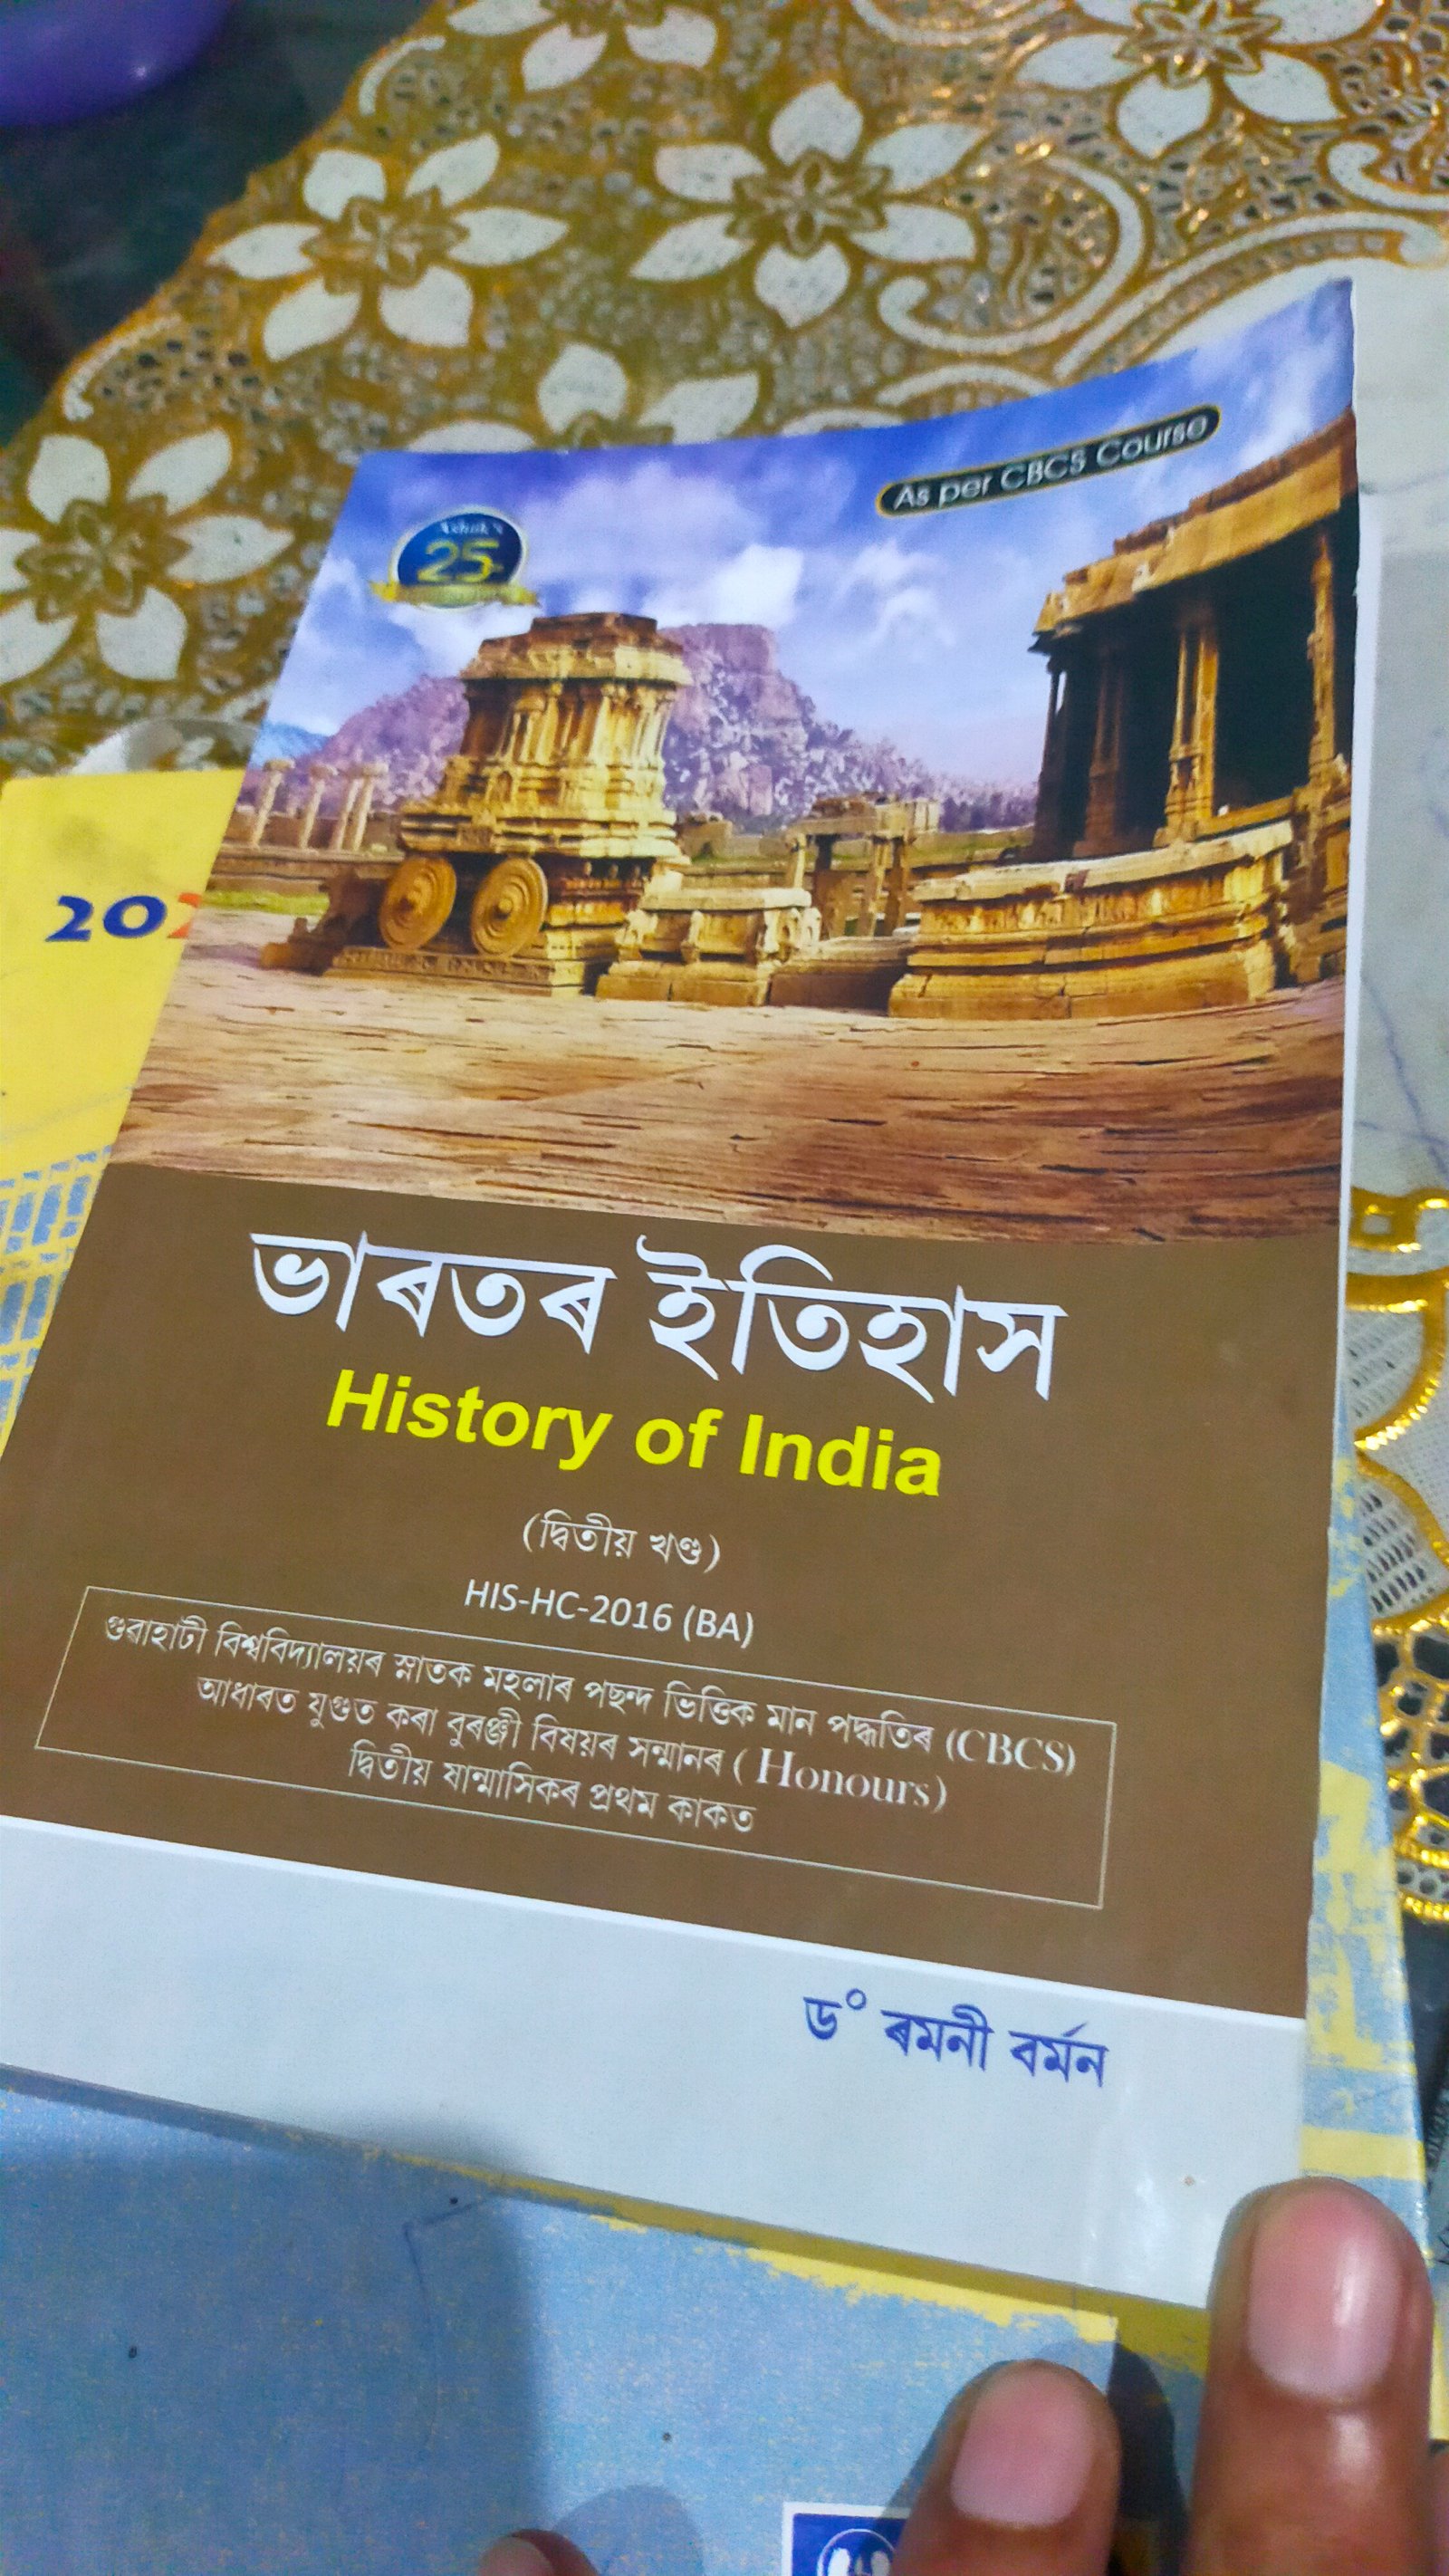 As per CBCS Course
25
20
ভাৰতৰ ইতিহাস
History of India
(দ্বিতীয় খণ্ড)
HIS-HC-2016 (BA)
গুৱাহাটী বিশ্ববিদ্যালয়ৰ স্নাতক মহলাৰ পছন্দ ভিত্তিক মান পদ্ধতিৰ (CBCS)
আধাৰত যুগুত কৰা বুৰঞ্জী বিষয়ৰ সন্মানৰ (Honours)
দ্বিতীয় ষান্মাসিকৰ প্ৰথম কাকত
ড° ৰমনী বৰ্মন